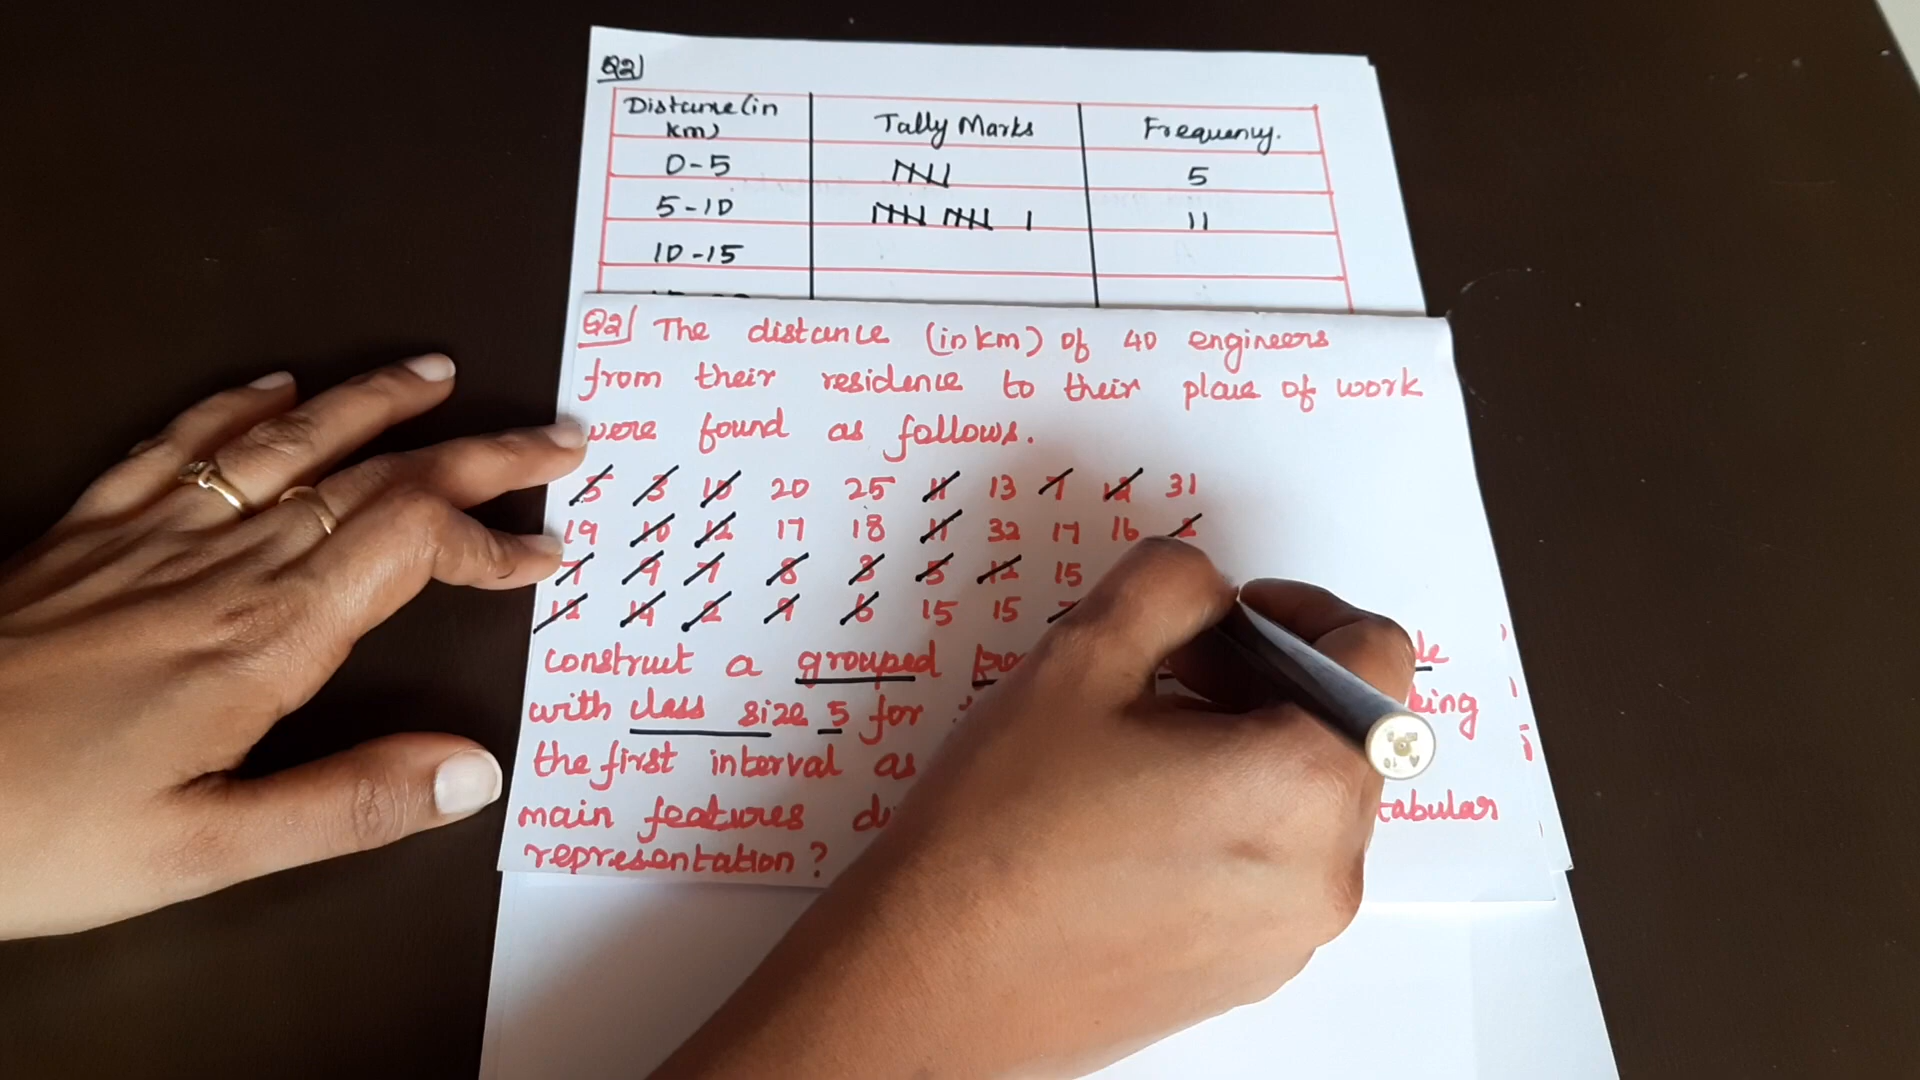 Q2)
Distance (in km)
Tally Marks
Frequency.
0-5
5
5-10
11
10-15
Q2) The distance (in km) of 40 engineers
from their residence to their place of work
were found as follows.
5 3 10 20 25 11 13 7 12 31
19 10 12 17 18 11 32 17 16 2
7 9 7 8 3 5 12 15
12 14 2 9 6 15 15 7
construct a grouped
with class size 5 for
the first interval as
main features tabular
representation?